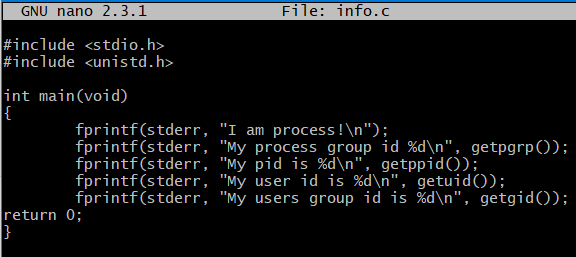 GNU nano 2.3.1 File: info.c
#include <stdio.h>
#include <unistd.h>
int main(void)
{
fprintf(stderr, "I am process!\n");
fprintf(stderr, "My process group id %d\n", getpgrp());
fprintf(stderr, "My pid is %d\n", getppid());
fprintf(stderr, "My user id is %d\n", getuid());
fprintf(stderr, "My users group id is %d\n", getgid());
return 0;
}